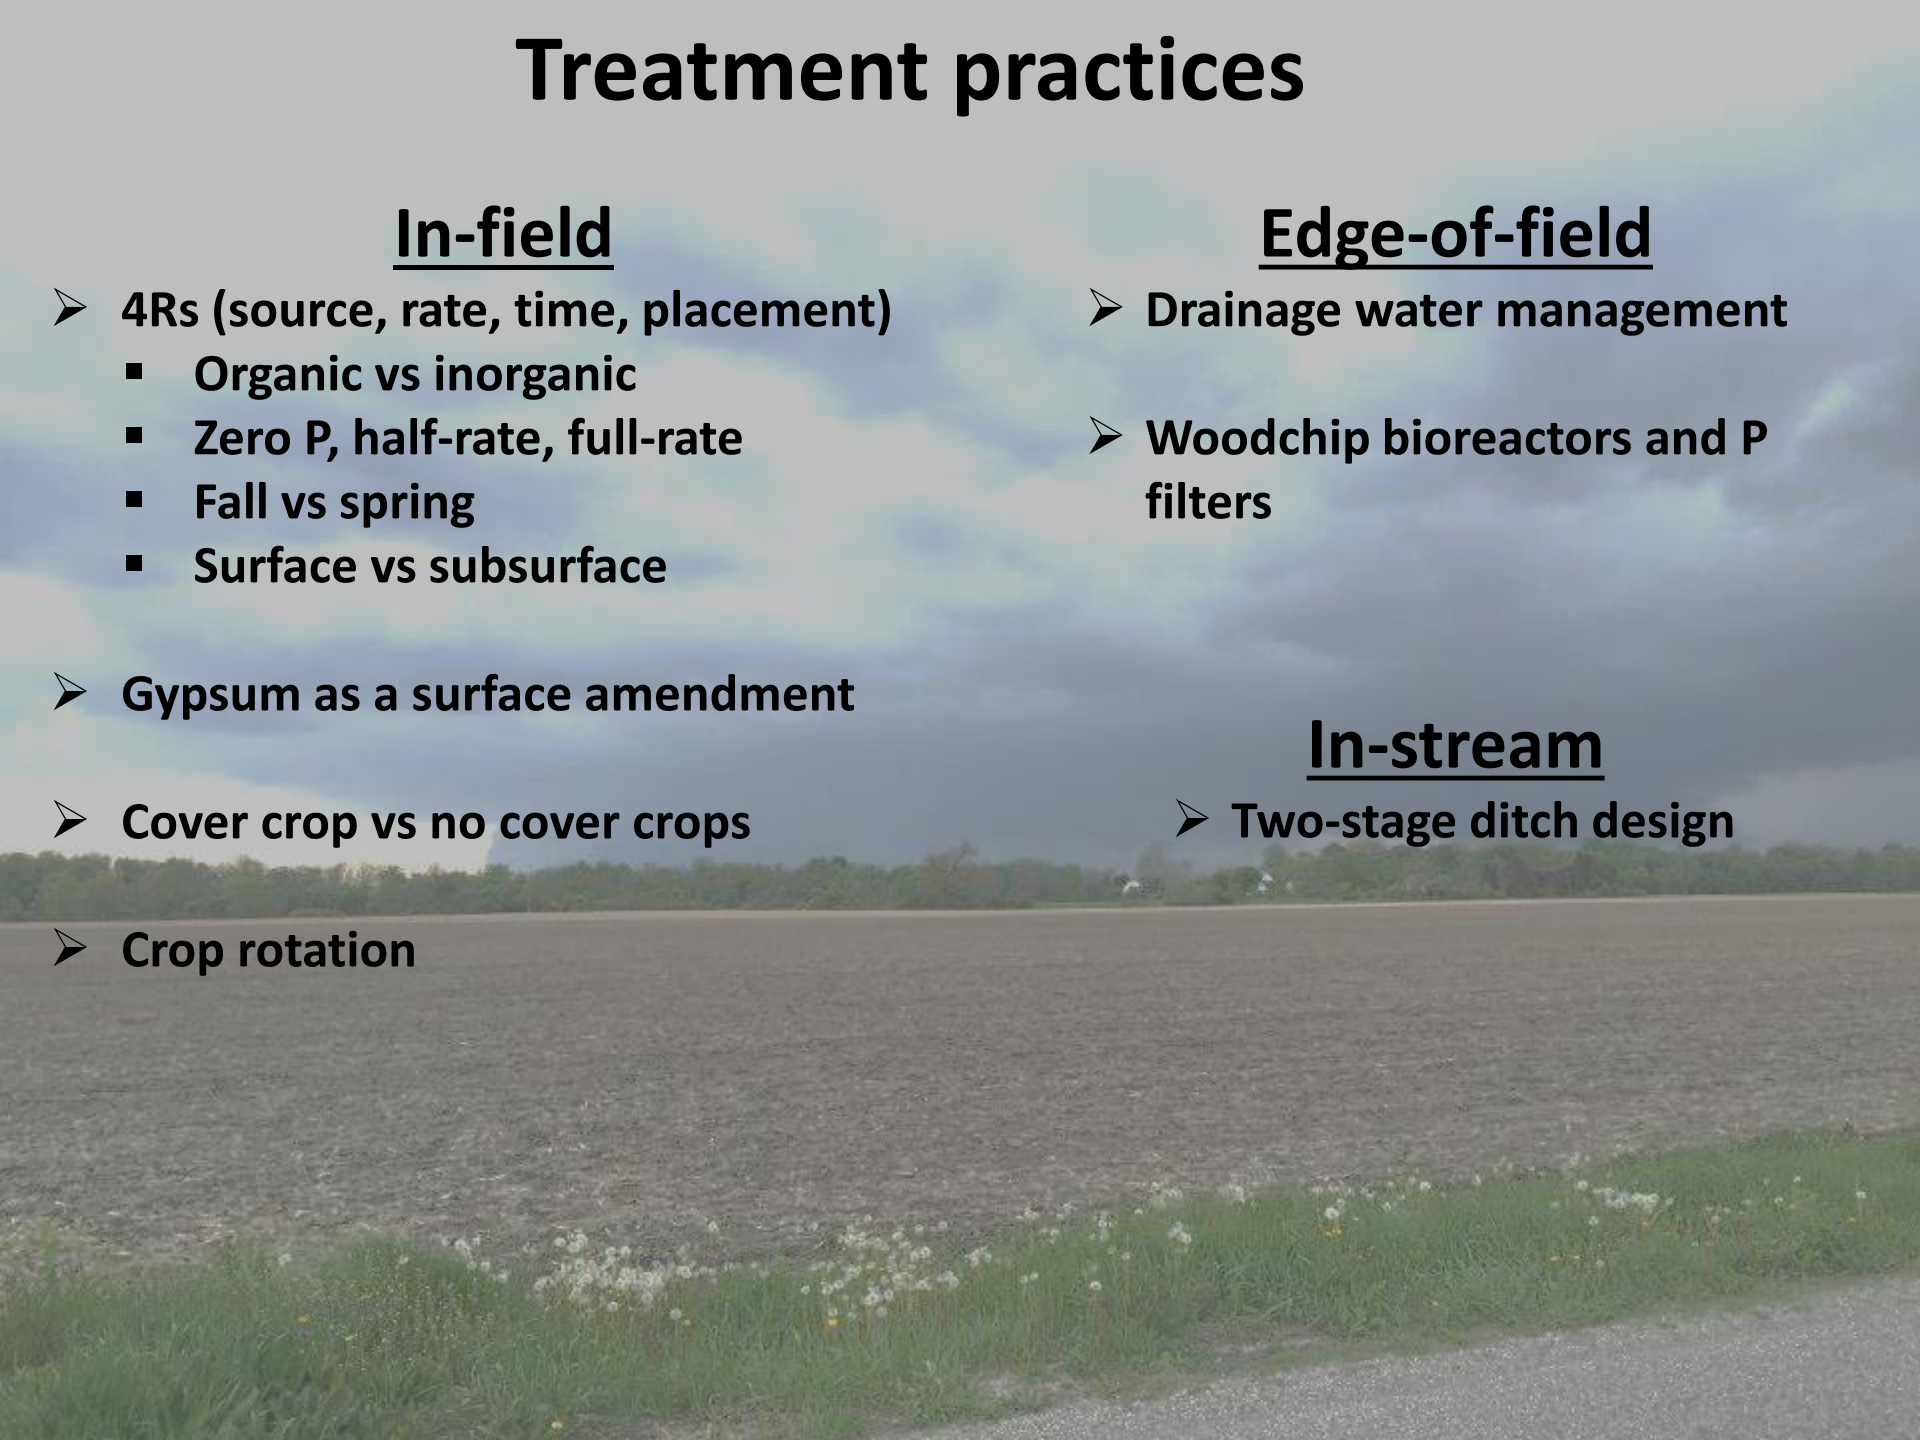 Treatment practices
In-field
➢ 4Rs (source, rate, time, placement)
▪ Organic vs inorganic
▪ Zero P, half-rate, full-rate
▪ Fall vs spring
▪ Surface vs subsurface
➢ Gypsum as a surface amendment
➢ Cover crop vs no cover crops
➢ Crop rotation
Edge-of-field
➢ Drainage water management
➢ Woodchip bioreactors and P
filters
In-stream
➢ Two-stage ditch design